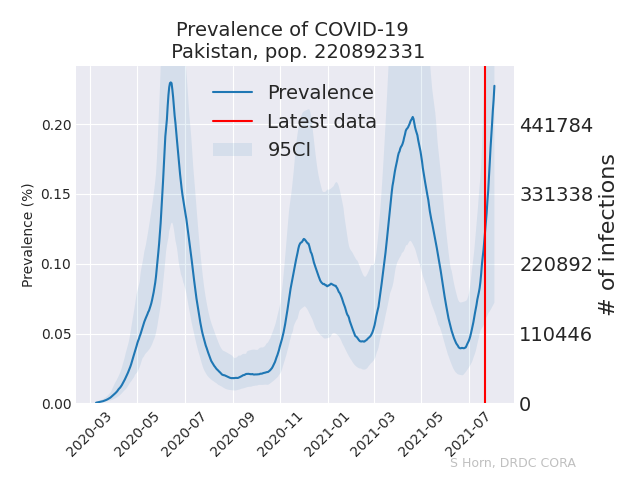 Prevalence of COVID-19
Pakistan, pop. 220892331
Prevalence
Latest data
95CI
Prevalence (%)
0.20
0.15
0.10
0.05
0.00
441784
331338
220892
110446
0
# of infections
2020-03
2020-05
2020-07
2020-09
2020-11
2021-01
2021-03
2021-05
2021-07
S Horn, DRDC CORA